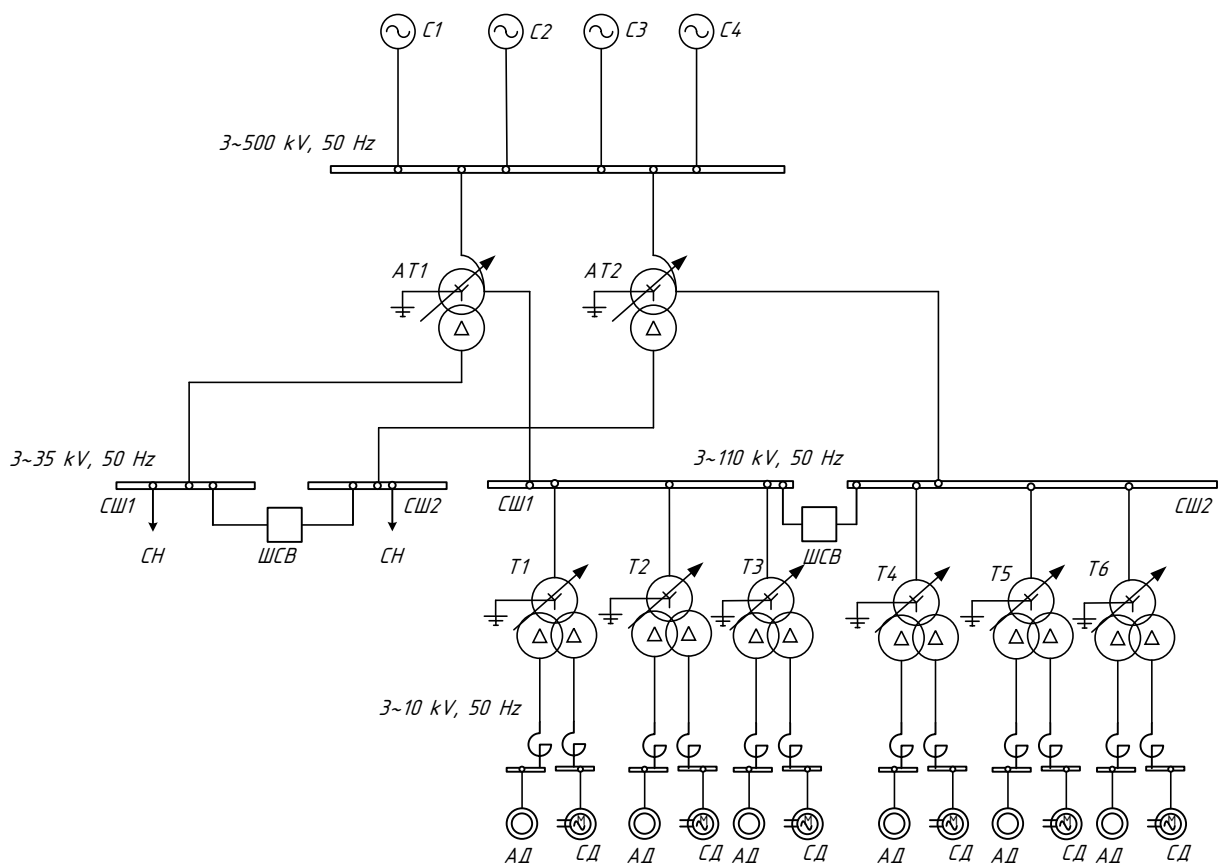 С1 С2 С3 С4
3~500 kV, 50 Hz
АТ1 АТ2
3~35 kV, 50 Hz 3~110 kV, 50 Hz
СШ1 СШ2 СШ1 СШ2
СН ШСВ СН ШСВ
Т1 Т2 Т3 Т4 Т5 Т6
3~10 kV, 50 Hz
М М М М М М
АД СД АД СД АД СД АД СД АД СД АД СД